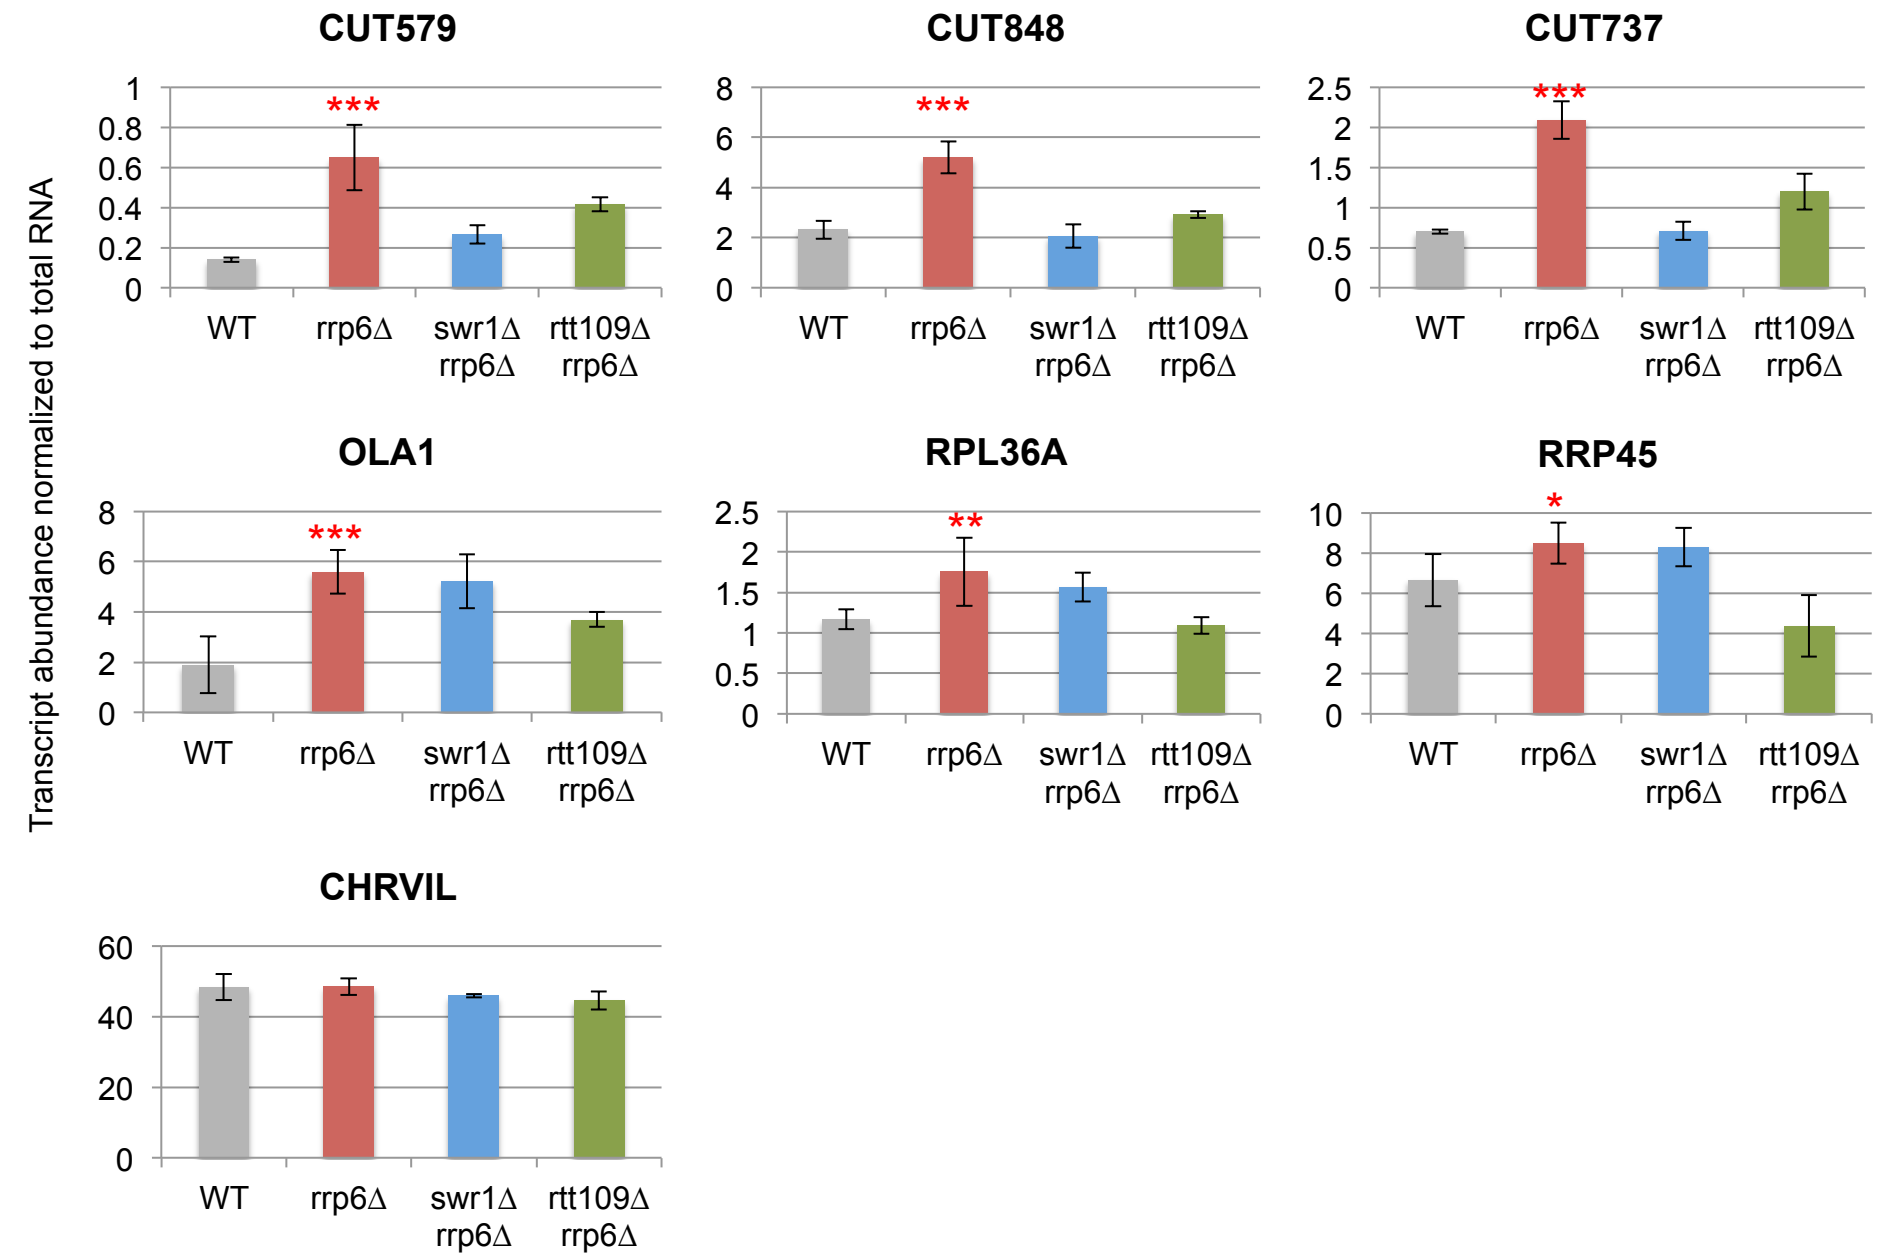 Transcript abundance normalized to total RNA
CUT579
1
0.8
0.6
0.4
0.2
0
***
WT
rrp6Δ
swr1Δ
rrp6Δ
rtt109Δ
rrp6Δ
CUT848
8
6
4
2
0
***
WT
rrp6Δ
swr1Δ
rrp6Δ
rtt109Δ
rrp6Δ
CUT737
2.5
2
1.5
1
0.5
0
***
WT
rrp6Δ
swr1Δ
rrp6Δ
rtt109Δ
rrp6Δ
OLA1
8
6
4
2
0
***
WT
rrp6Δ
swr1Δ
rrp6Δ
rtt109Δ
rrp6Δ
RPL36A
2.5
2
1.5
1
0.5
0
**
WT
rrp6Δ
swr1Δ
rrp6Δ
rtt109Δ
rrp6Δ
RRP45
10
8
6
4
2
0
*
WT
rrp6Δ
swr1Δ
rrp6Δ
rtt109Δ
rrp6Δ
CHRVIL
60
40
20
0
WT
rrp6Δ
swr1Δ
rrp6Δ
rtt109Δ
rrp6Δ